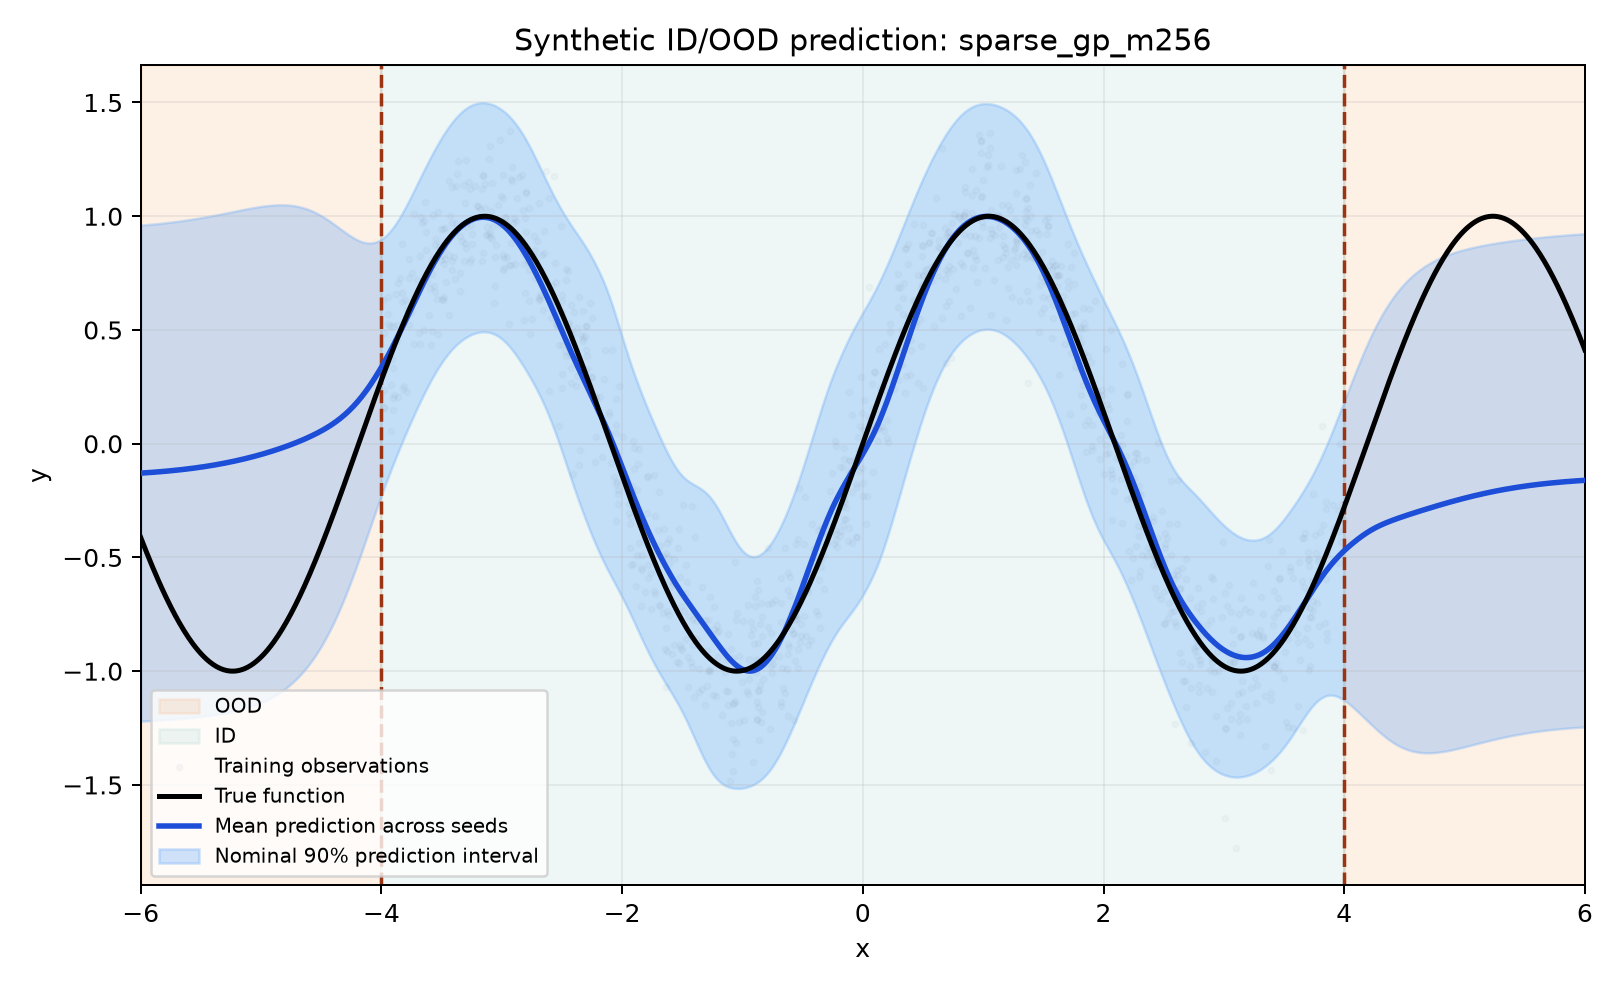 Synthetic ID/OOD prediction: sparse_gp_m256
1.5
1.0
0.5
0.0
−0.5
−1.0
−1.5
y
OOD
ID
Training observations
True function
Mean prediction across seeds
Nominal 90% prediction interval
−6 −4 −2 0 2 4 6
x